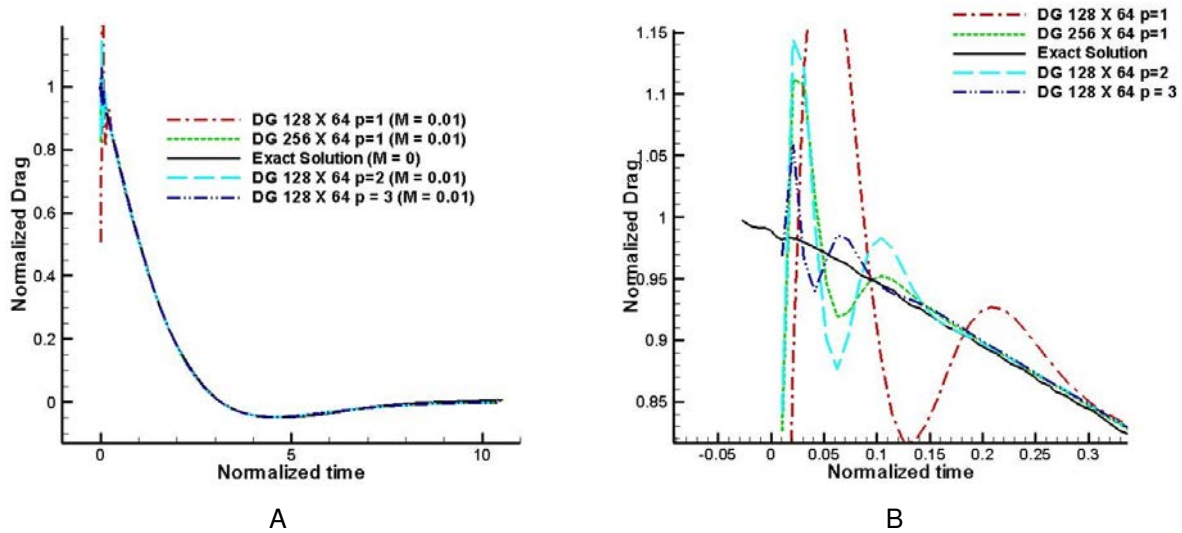 1
0.8
0.6
0.4
0.2
0
Normalized Drag
DG 128 X 64 p=1 (M = 0.01)
DG 256 X 64 p=1 (M = 0.01)
Exact Solution (M = 0)
DG 128 X 64 p=2 (M = 0.01)
DG 128 X 64 p = 3 (M = 0.01)
0 5 10
Normalized time
A
DG 128 X 64 p=1
DG 256 X 64 p=1
Exact Solution
DG 128 X 64 p=2
DG 128 X 64 p = 3
1.15
1.1
1.05
1
0.95
0.9
0.85
Normalized Drag
-0.05 0 0.05 0.1 0.15 0.2 0.25 0.3
Normalized time
B